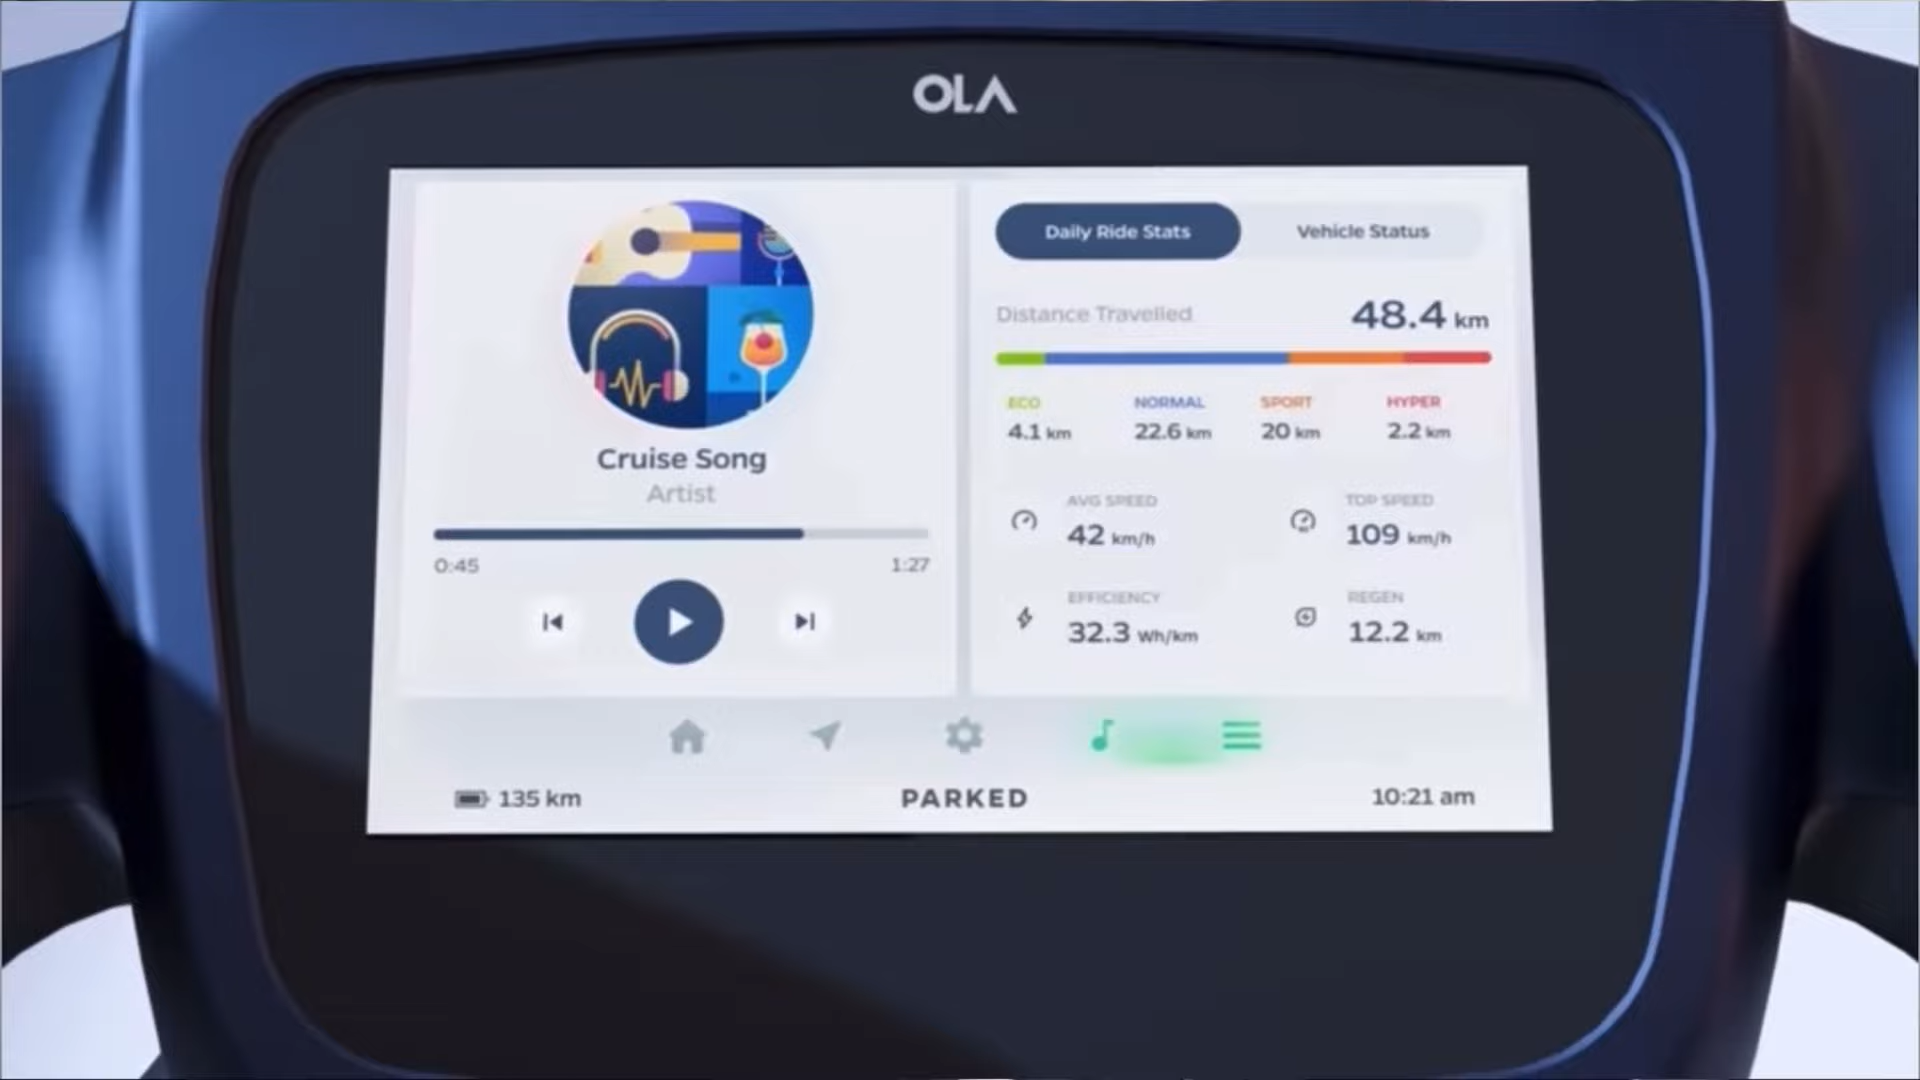 OLA
Cruise Song
Artist
0:45 1:27
Daily Ride Stats Vehicle Status
Distance Travelled 48.4 km
ECO NORMAL SPORT HYPER
4.1 km 22.6 km 20 km 2.2 km
AVG SPEED TOP SPEED
42 km/h 109 km/h
EFFICIENCY REGEN
32.3 Wh/km 12.2 km
135 km PARKED 10:21 am